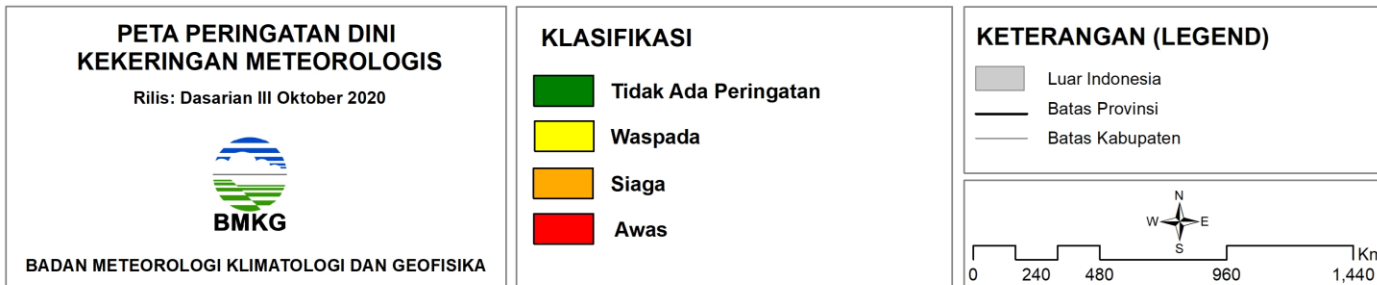 PETA PERINGATAN DINI
KEKERINGAN METEOROLOGIS
Rilis: Dasarian III Oktober 2020
BMKG
BADAN METEOROLOGI KLIMATOLOGI DAN GEOFISIKA
KLASIFIKASI
Tidak Ada Peringatan
Waspada
Siaga
Awas
KETERANGAN (LEGEND)
Luar Indonesia
Batas Provinsi
Batas Kabupaten
N
W E
S
Km
0 240 480 960 1,440